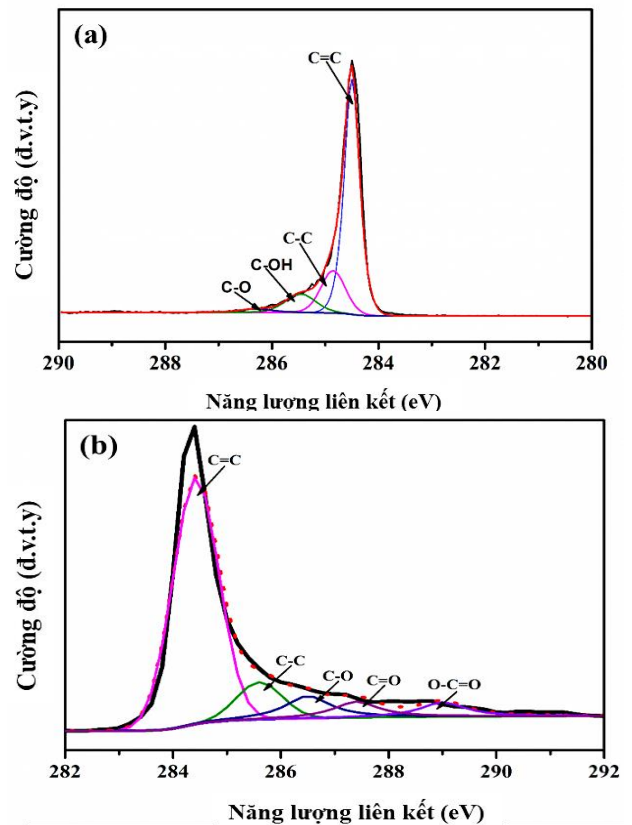 (a)
C=C
C-C
C-OH
C-O
Cường độ (đ.v.t.y)
290 288 286 284 282 280
Năng lượng liên kết (eV)
(b)
C=C
C-C
C-O
C=O
O-C=O
Cường độ (đ.v.t.y)
282 284 286 288 290 292
Năng lượng liên kết (eV)